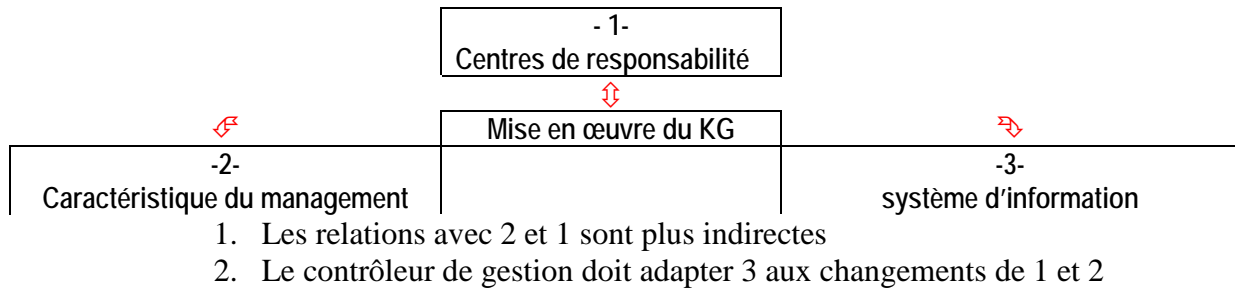 - 1-
Centres de responsabilité
Mise en œuvre du KG
-2-
Caractéristique du management
-3-
système d'information
1. Les relations avec 2 et 1 sont plus indirectes
2. Le contrôleur de gestion doit adapter 3 aux changements de 1 et 2